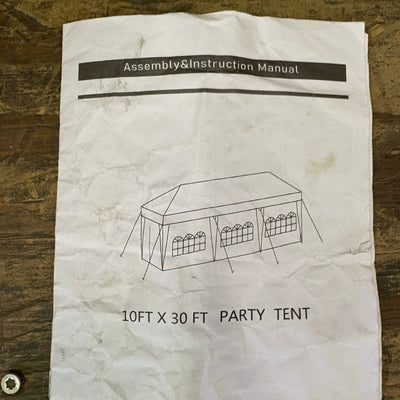 Assembly&Instruction Manual
10FT X 30 FT PARTY TENT